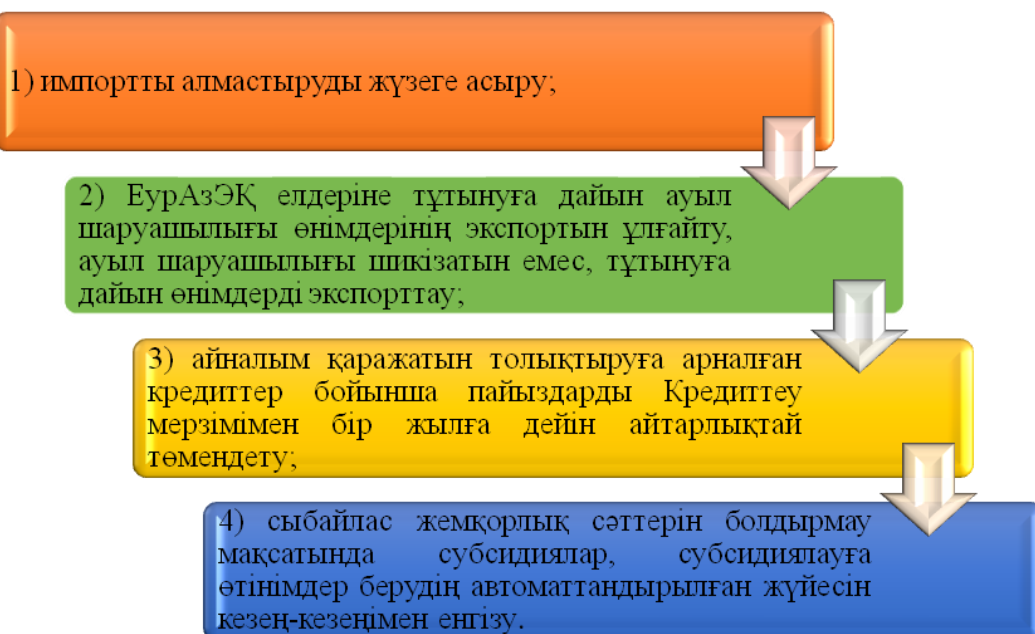 1) импортты алмастыруды жүзеге асыру;
2) ЕурАзЭҚ елдеріне тұтынуға дайын ауыл
шаруашылығы өнімдерінің экспортын ұлғайту,
ауыл шаруашылығы шикізатын емес, тұтынуға
дайын өнімдерді экспорттау;
3) айналым қаражатын толықтыруға арналған
кредиттер бойынша пайыздарды Кредиттеу
мерзімімен бір жылға дейін айтарлықтай
төмендету;
4) сыбайлас жемқорлық сәттерін болдырмау
мақсатында субсидиялар, субсидиялауға
өтінімдер берудің автоматтандырылған жүйесін
кезең-кезеңімен енгізу.